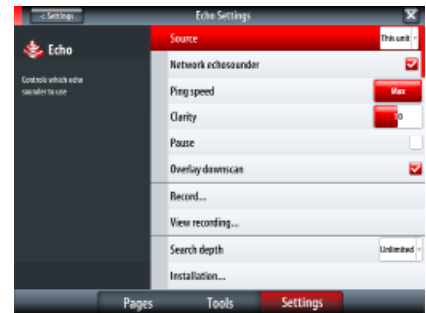 < Settings
Echo Settings
X
Echo
Controls which echo
sounder to use
Source
This unit
Network echosounder
Ping speed
Max
Clarity
Pause
Overlay downscan
Record...
View recording...
Search depth
Unlimited
Installation...
Pages
Tools
Settings